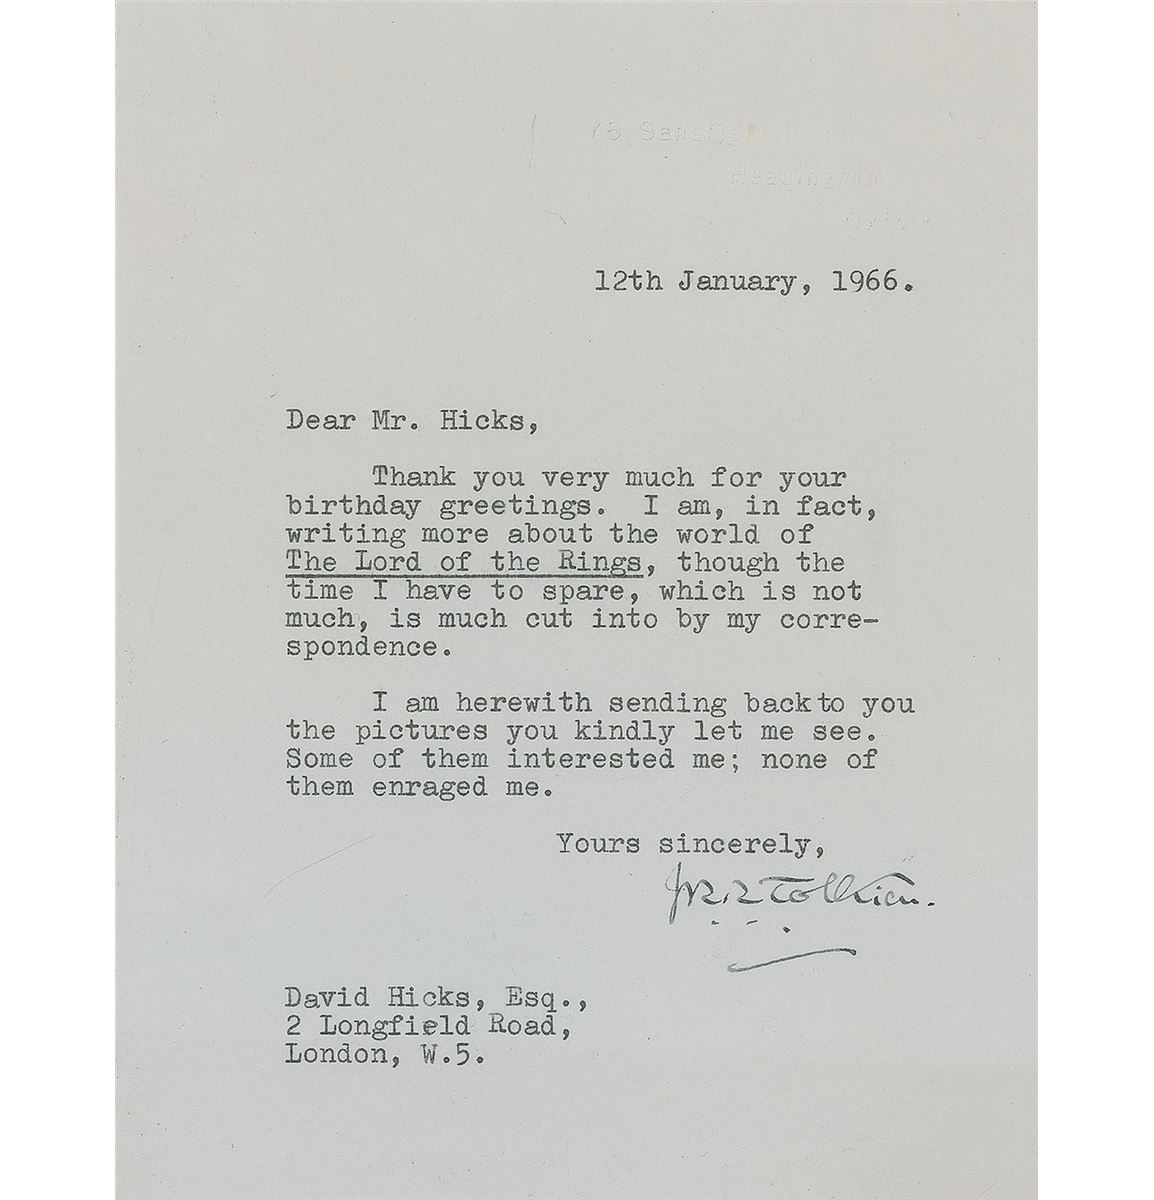 76 Sandfield Road
Headington
Oxford
12th January, 1966.
Dear Mr. Hicks,
Thank you very much for your
birthday greetings. I am, in fact,
writing more about the world of
The Lord of the Rings, though the
time I have to spare, which is not
much, is much cut into by my corre-
spondence.
I am herewith sending back to you
the pictures you kindly let me see.
Some of them interested me; none of
them enraged me.
Yours sincerely,
J.R.R. Tolkien.
David Hicks, Esq.,
2 Longfield Road,
London, W.5.